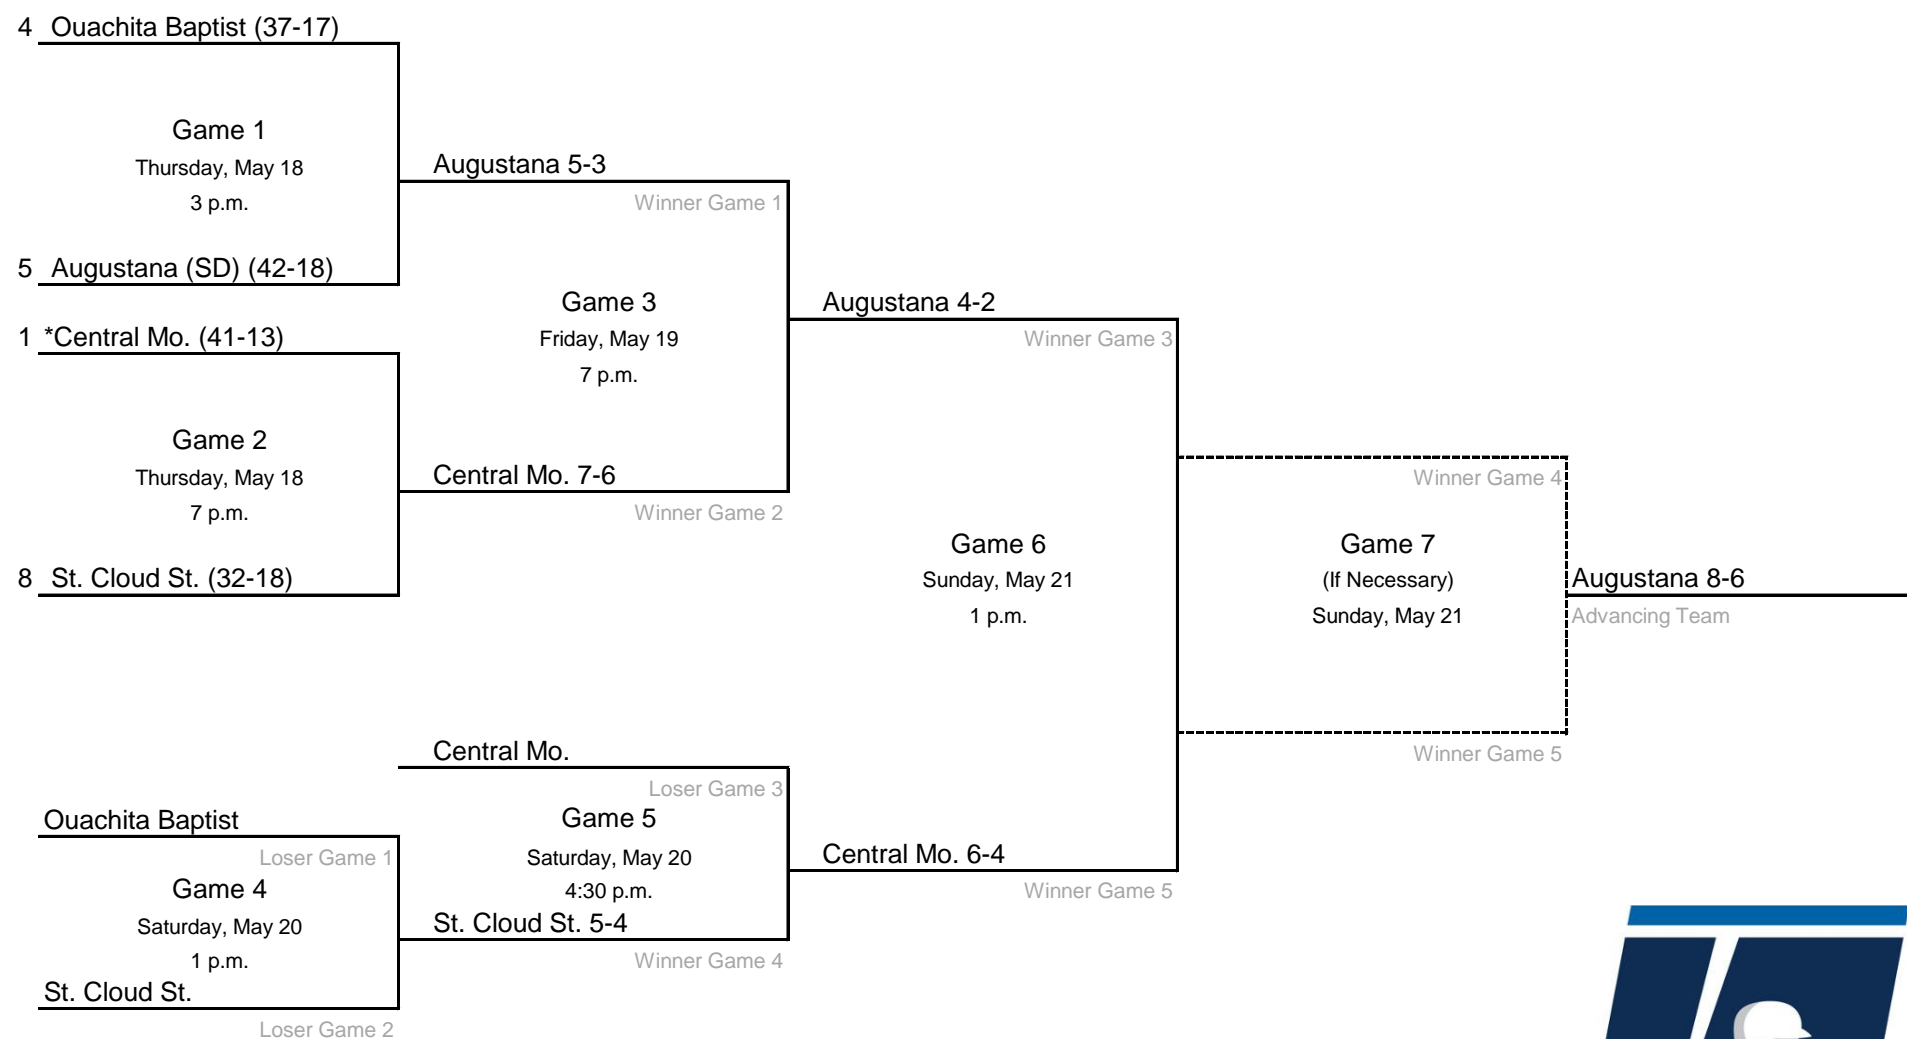 4 Ouachita Baptist (37-17)
Game 1
Thursday, May 18
3 p.m.
Augustana 5-3
Winner Game 1
5 Augustana (SD) (42-18)
Game 3
Friday, May 19
7 p.m.
Augustana 4-2
Winner Game 3
1 *Central Mo. (41-13)
Game 2
Thursday, May 18
7 p.m.
Central Mo. 7-6
Winner Game 2
8 St. Cloud St. (32-18)
Game 6
Sunday, May 21
1 p.m.
Winner Game 4
Game 7
(If Necessary)
Sunday, May 21
Winner Game 5
Augustana 8-6
Advancing Team
Central Mo.
Loser Game 3
Game 5
Saturday, May 20
4:30 p.m.
Central Mo. 6-4
Winner Game 5
Ouachita Baptist
Loser Game 1
Game 4
Saturday, May 20
1 p.m.
St. Cloud St. 5-4
Winner Game 4
St. Cloud St.
Loser Game 2